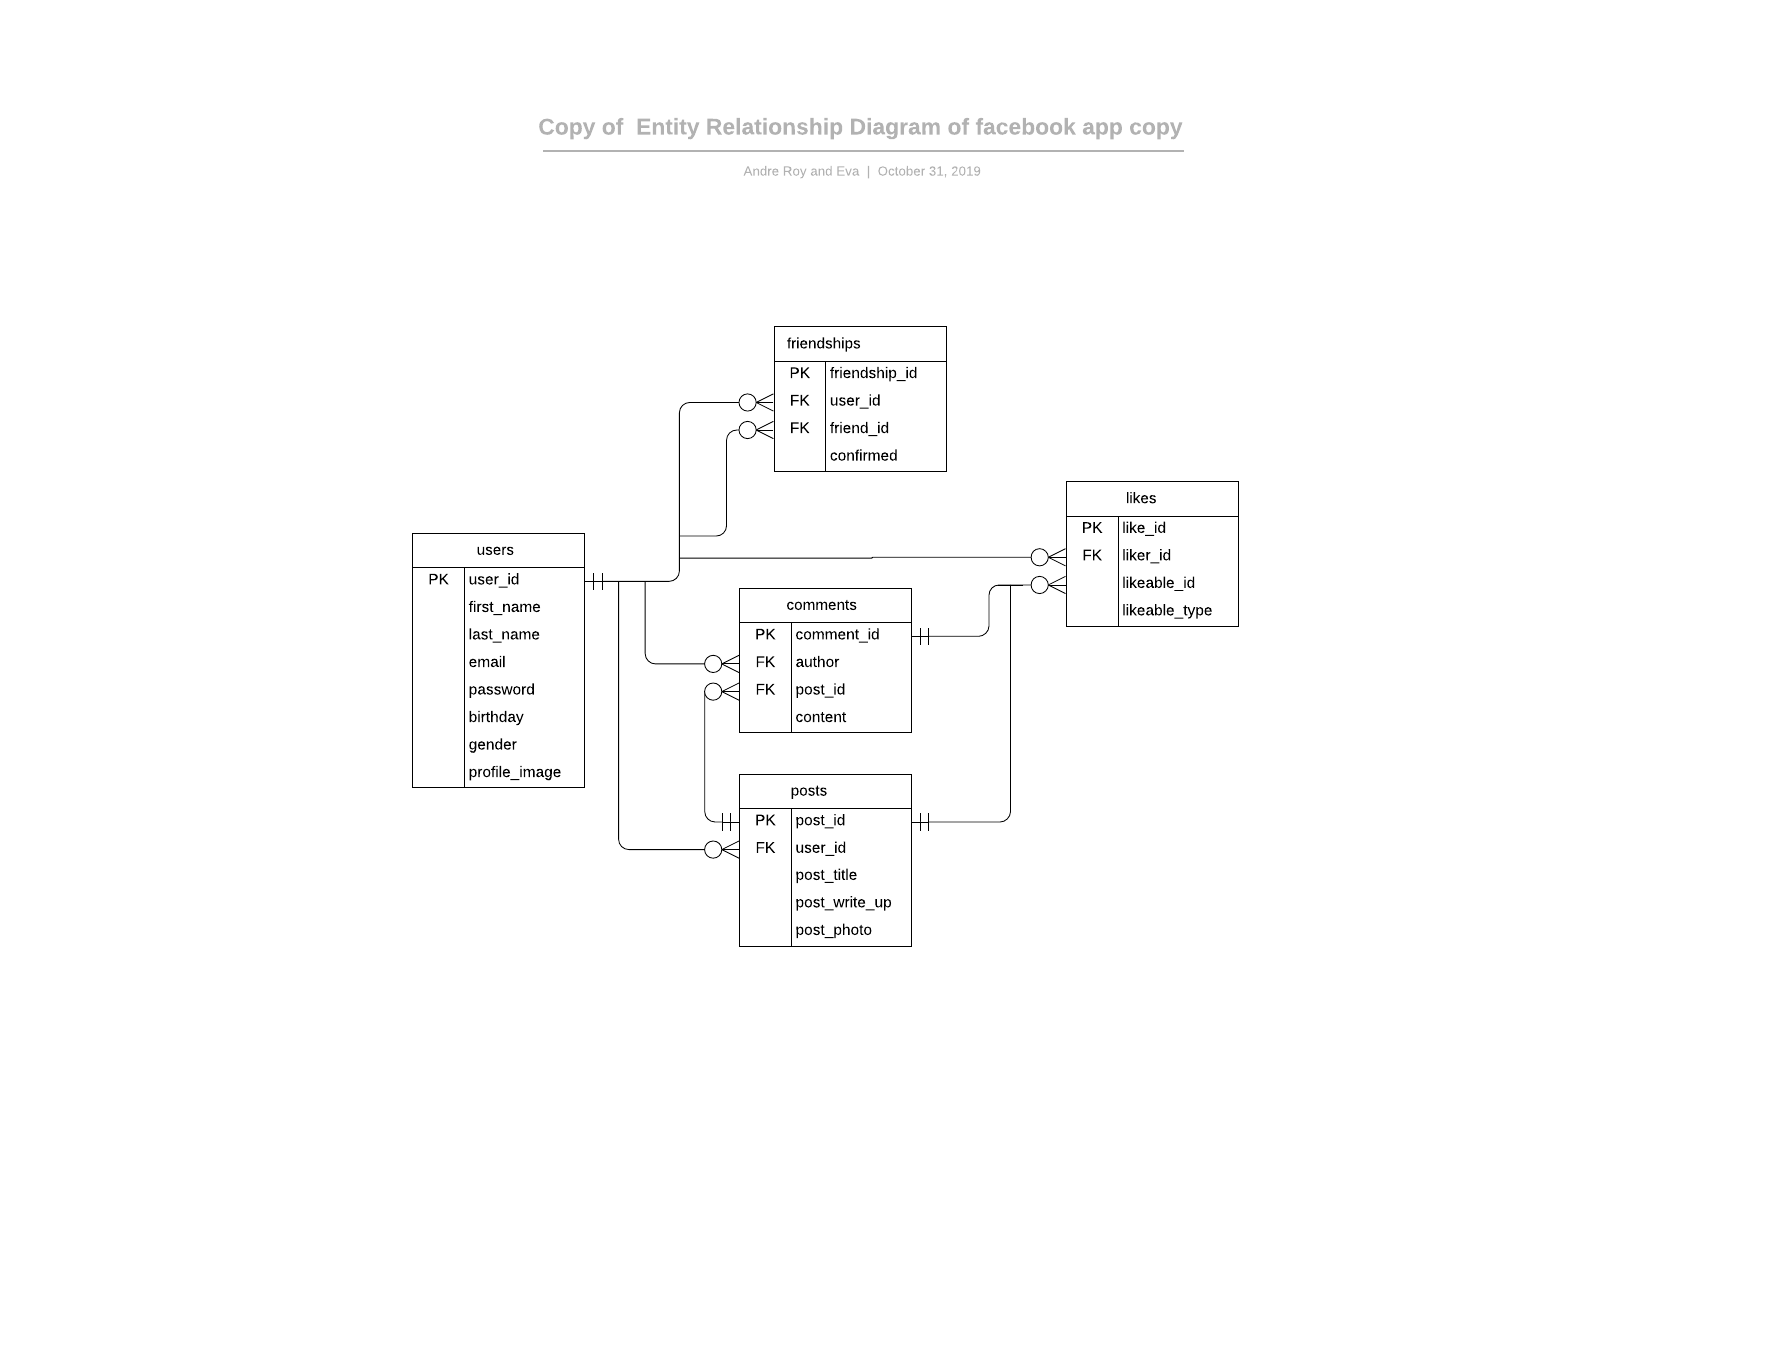 Copy of  Entity Relationship Diagram of facebook app copy
Andre Roy and Eva  |  October 31, 2019
friendships
PK friendship_id
FK user_id
FK friend_id
confirmed
likes
PK like_id
FK liker_id
likeable_id
likeable_type
users
PK user_id
first_name
last_name
email
password
birthday
gender
profile_image
comments
PK comment_id
FK author
FK post_id
content
posts
PK post_id
FK user_id
post_title
post_write_up
post_photo